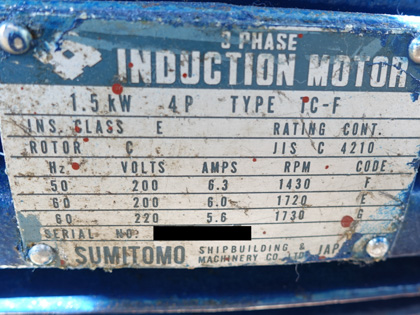 3 PHASE
INDUCTION MOTOR
1.5 kW 4P TYPE TC-F
INS. CLASS E RATING CONT.
ROTOR C JIS C 4210
Hz VOLTS AMPS RPM CODE
50 200 6.3 1430 F
60 200 6.0 1720 E
60 220 5.6 1730 G
SERIAL NO.
SUMITOMO SHIPBUILDING & MACHINERY CO., LTD. JAPAN